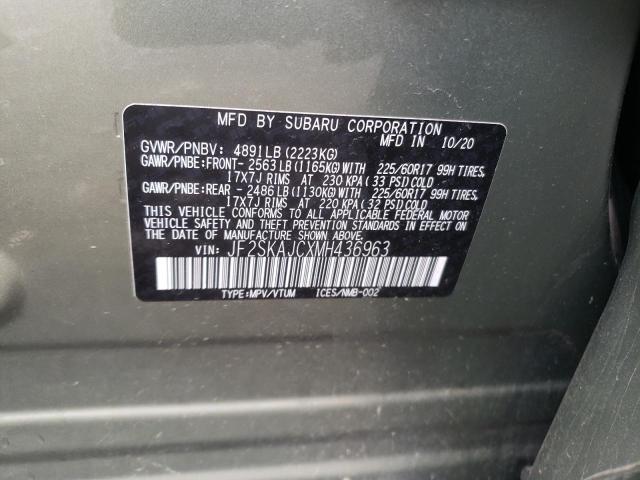 MFD BY SUBARU CORPORATION
MFD IN 10/20
GVWR/PNBV: 4891LB (2223KG)
GAWR/PNBE:FRONT- 2563LB (1165KG) WITH 225/60R17 99H TIRES,
17X7J RIMS AT 230 KPA (33 PSI) COLD
GAWR/PNBE:REAR - 2486LB (1130KG) WITH 225/60R17 99H TIRES,
17X7J RIMS AT 220 KPA (32 PSI) COLD
THIS VEHICLE CONFORMS TO ALL APPLICABLE FEDERAL MOTOR
VEHICLE SAFETY AND THEFT PREVENTION STANDARDS IN EFFECT ON
THE DATE OF MANUFACTURE SHOWN ABOVE.
VIN: JF2SKAJCXMH436963
TYPE:MPV/VTUM ICES/NMB-002